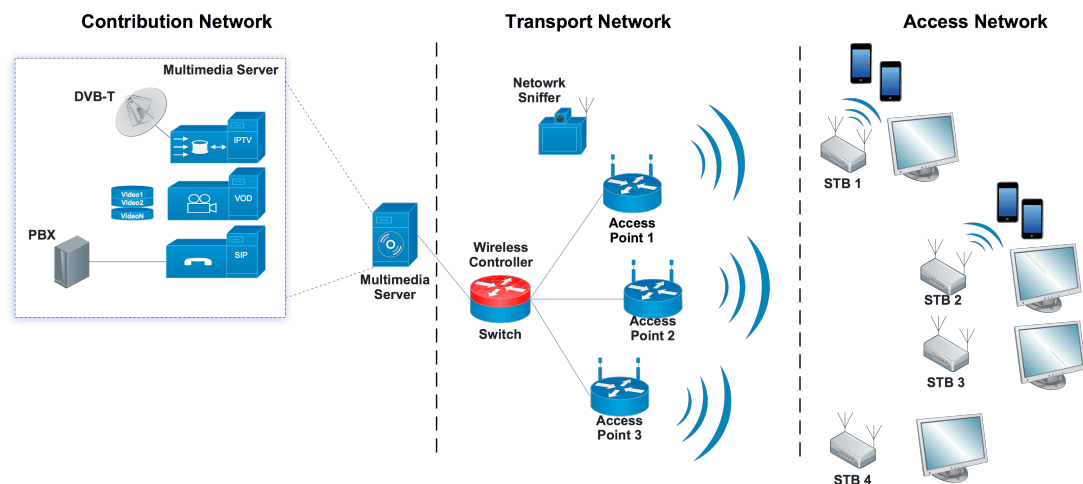 Contribution Network
Transport Network
Access Network
Multimedia Server
DVB-T
IPTV
Video1
Video2
VideoN
VOD
PBX
SIP
Multimedia
Server
Netowrk
Sniffer
Wireless
Controller
Switch
Access
Point 1
Access
Point 2
Access
Point 3
STB 1
STB 2
STB 3
STB 4